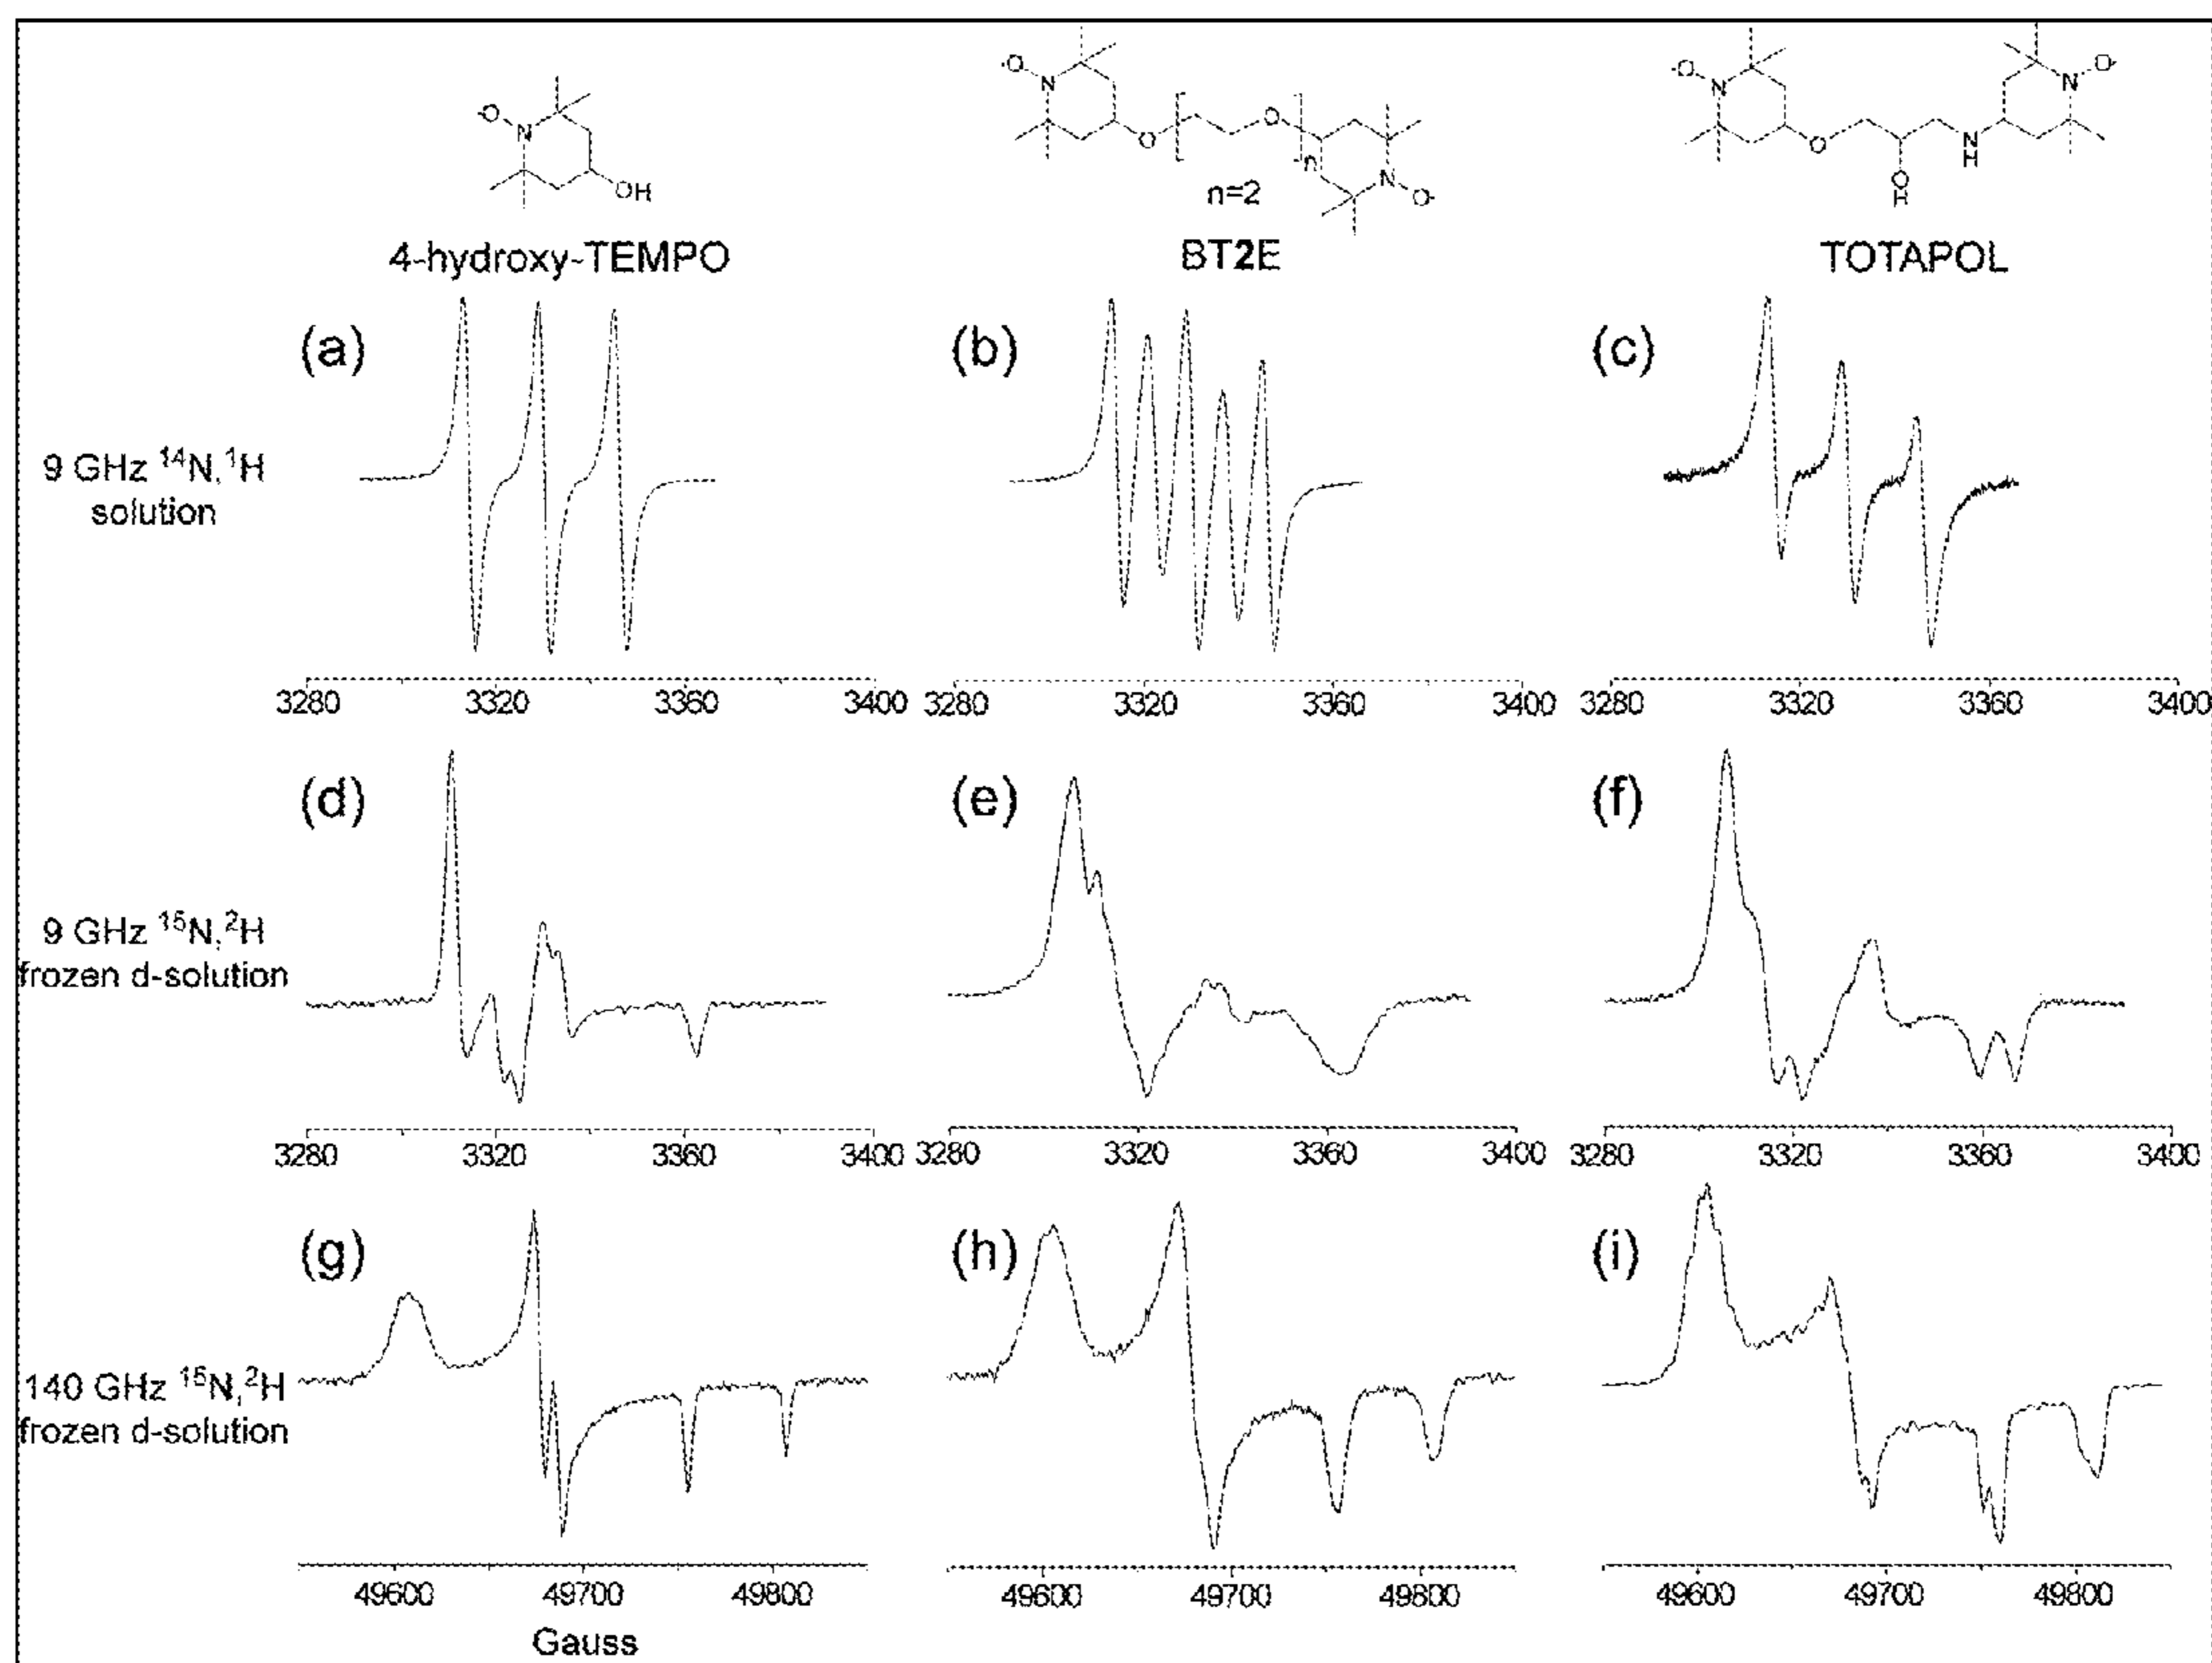 ·O N OH
·O N O [ O ]n N O·
n=2
·O N O O H N H N O·
4-hydroxy-TEMPO BT2E TOTAPOL
(a) (b) (c)
9 GHz ¹⁴N,¹H
solution
3280 3320 3360 3400 3280 3320 3360 3400 3280 3320 3360 3400
(d) (e) (f)
9 GHz ¹⁵N,²H
frozen d-solution
3280 3320 3360 3400 3280 3320 3360 3400 3280 3320 3360 3400
(g) (h) (i)
140 GHz ¹⁵N,²H
frozen d-solution
49600 49700 49800 49600 49700 49800 49600 49700 49800
Gauss